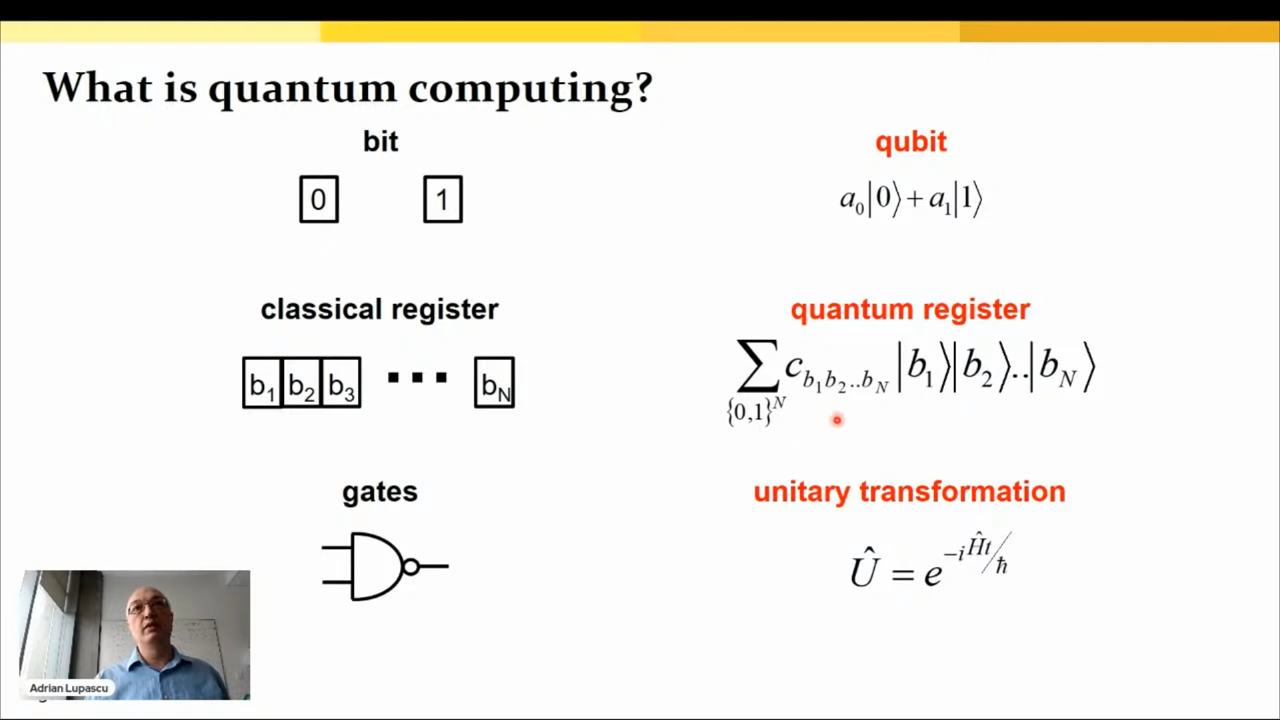 What is quantum computing?
bit
qubit
0 1
a₀|0⟩ + a₁|1⟩
classical register
quantum register
b₁ b₂ b₃ ▪ ▪ ▪ b_N
∑_{{0,1}^N} c_{b₁b₂..b_N} |b₁⟩|b₂⟩..|b_N⟩
gates
unitary transformation
Û = e^{−iĤt/ħ}
Adrian Lupascu